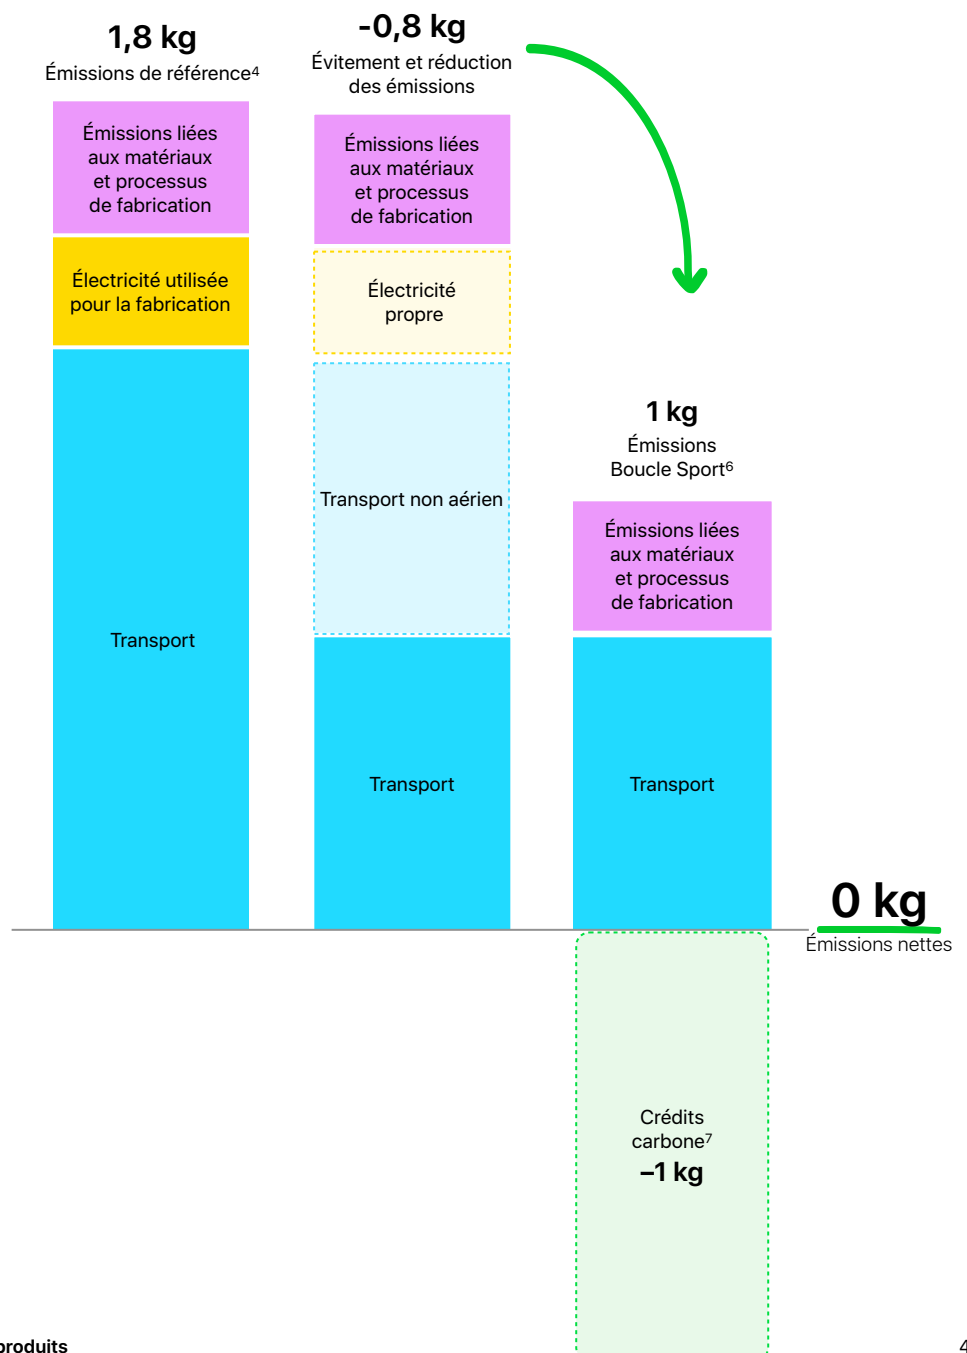 1,8 kg
Émissions de référence⁴
Émissions liées
aux matériaux
et processus
de fabrication
Électricité utilisée
pour la fabrication
Transport
-0,8 kg
Évitement et réduction
des émissions
Émissions liées
aux matériaux
et processus
de fabrication
Électricité
propre
Transport non aérien
Transport
1 kg
Émissions
Boucle Sport⁶
Émissions liées
aux matériaux
et processus
de fabrication
Transport
0 kg
Émissions nettes
Crédits
carbone⁷
–1 kg
produits
4